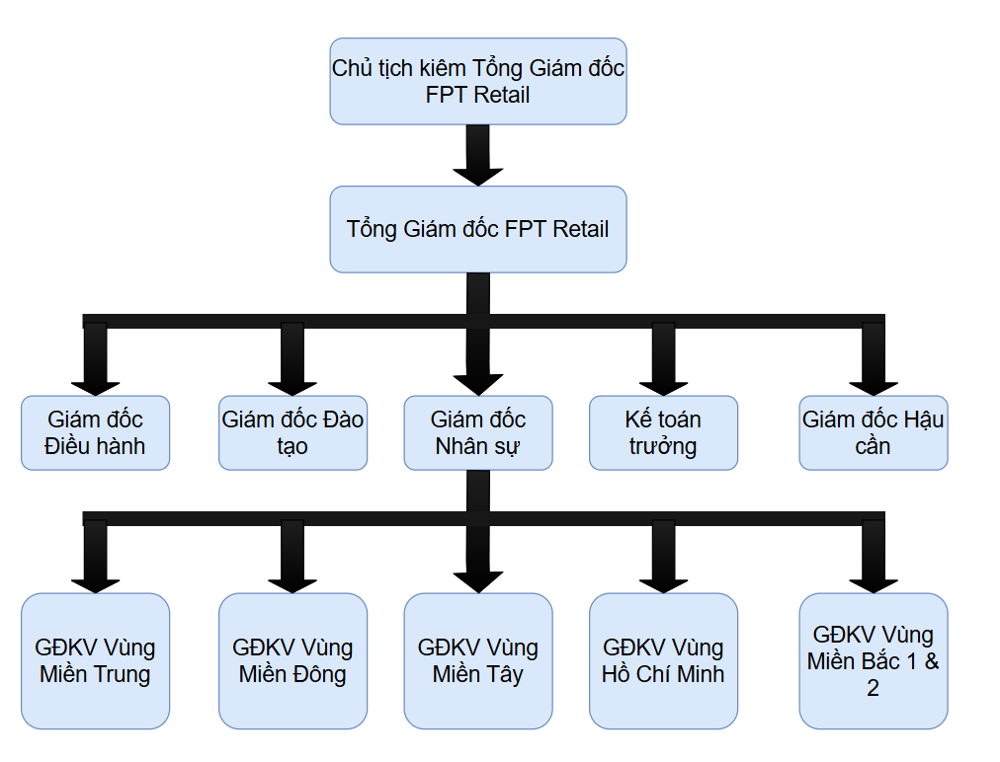 Chủ tịch kiêm Tổng Giám đốc
FPT Retail
Tổng Giám đốc FPT Retail
Giám đốc
Điều hành
Giám đốc Đào
tạo
Giám đốc
Nhân sự
Kế toán
trưởng
Giám đốc Hậu
cần
GĐKV Vùng
Miền Trung
GĐKV Vùng
Miền Đông
GĐKV Vùng
Miền Tây
GĐKV Vùng
Hồ Chí Minh
GĐKV Vùng
Miền Bắc 1 &
2